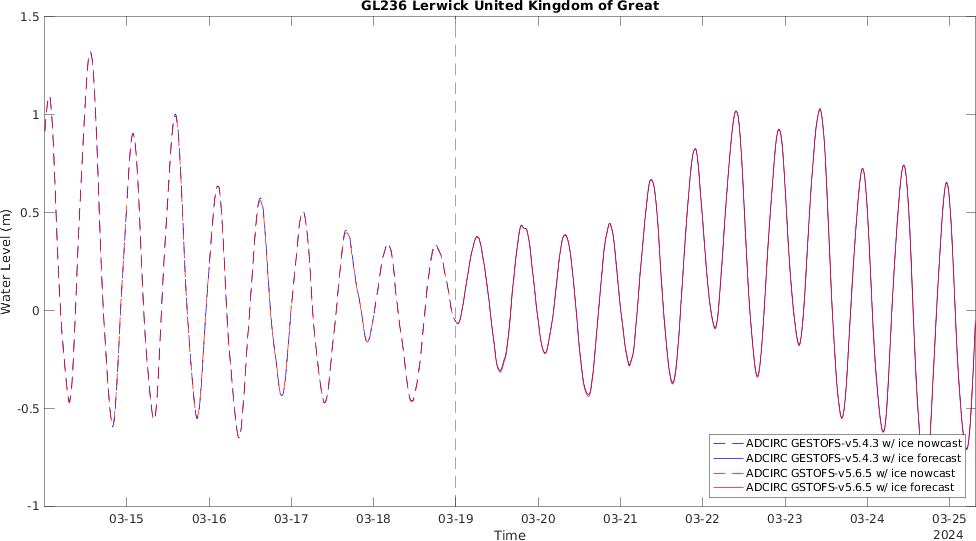 GL236 Lerwick United Kingdom of Great
1.5
1
0.5
0
-0.5
-1
Water Level (m)
ADCIRC GESTOFS-v5.4.3 w/ ice nowcast
ADCIRC GESTOFS-v5.4.3 w/ ice forecast
ADCIRC GSTOFS-v5.6.5 w/ ice nowcast
ADCIRC GSTOFS-v5.6.5 w/ ice forecast
03-15 03-16 03-17 03-18 03-19 03-20 03-21 03-22 03-23 03-24 03-25
Time
2024